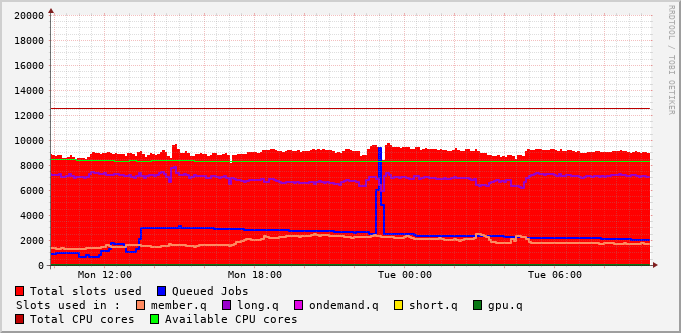 RRDTOOL / TOBI OETIKER
20000
18000
16000
14000
12000
10000
8000
6000
4000
2000
0
Mon 12:00 Mon 18:00 Tue 00:00 Tue 06:00
Total slots used Queued Jobs
Slots used in : member.q long.q ondemand.q short.q gpu.q
Total CPU cores Available CPU cores